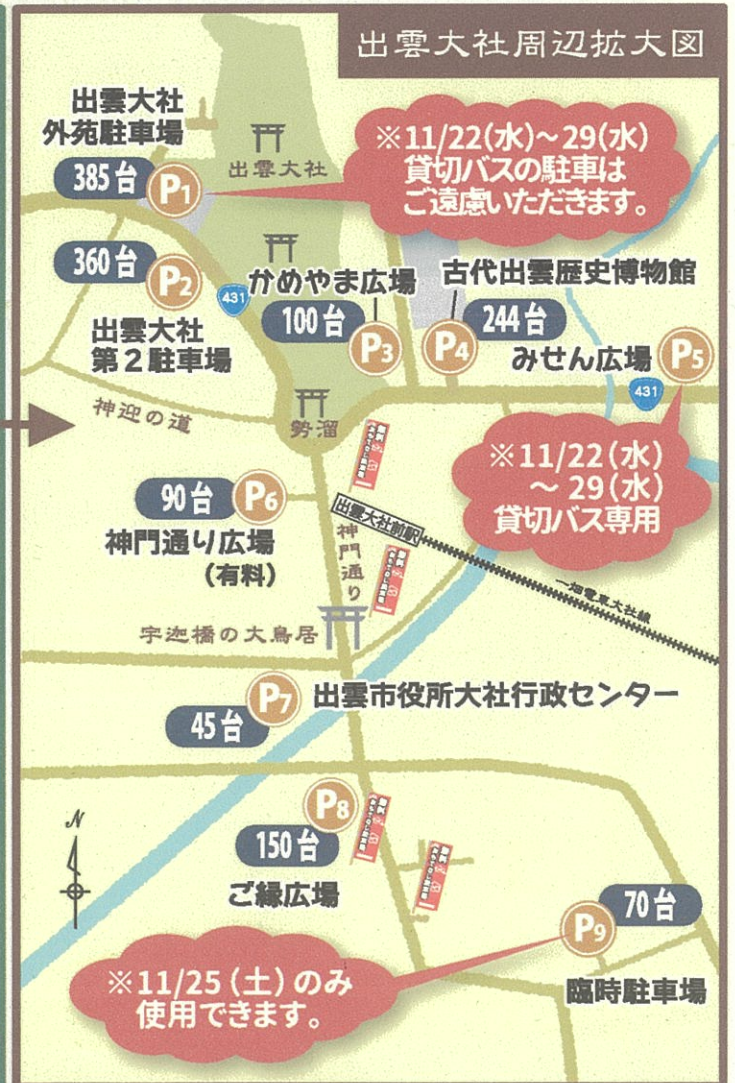 出雲大社周辺拡大図
出雲大社
外苑駐車場
385台
P1
出雲大社
※11/22(水)～29(水)
貸切バスの駐車は
ご遠慮いただきます。
360台
P2
出雲大社
第2駐車場
431
かめやま広場
100台
P3
古代出雲歴史博物館
244台
P4
みせん広場
P5
431
神迎の道
勢溜
※11/22(水)
～29(水)
貸切バス専用
90台
P6
神門通り広場
(有料)
出雲大社前駅
神門通り
一畑電車大社線
宇迦橋の大鳥居
P7
出雲市役所大社行政センター
45台
P8
150台
ご縁広場
N
70台
P9
臨時駐車場
※11/25(土)のみ
使用できます。